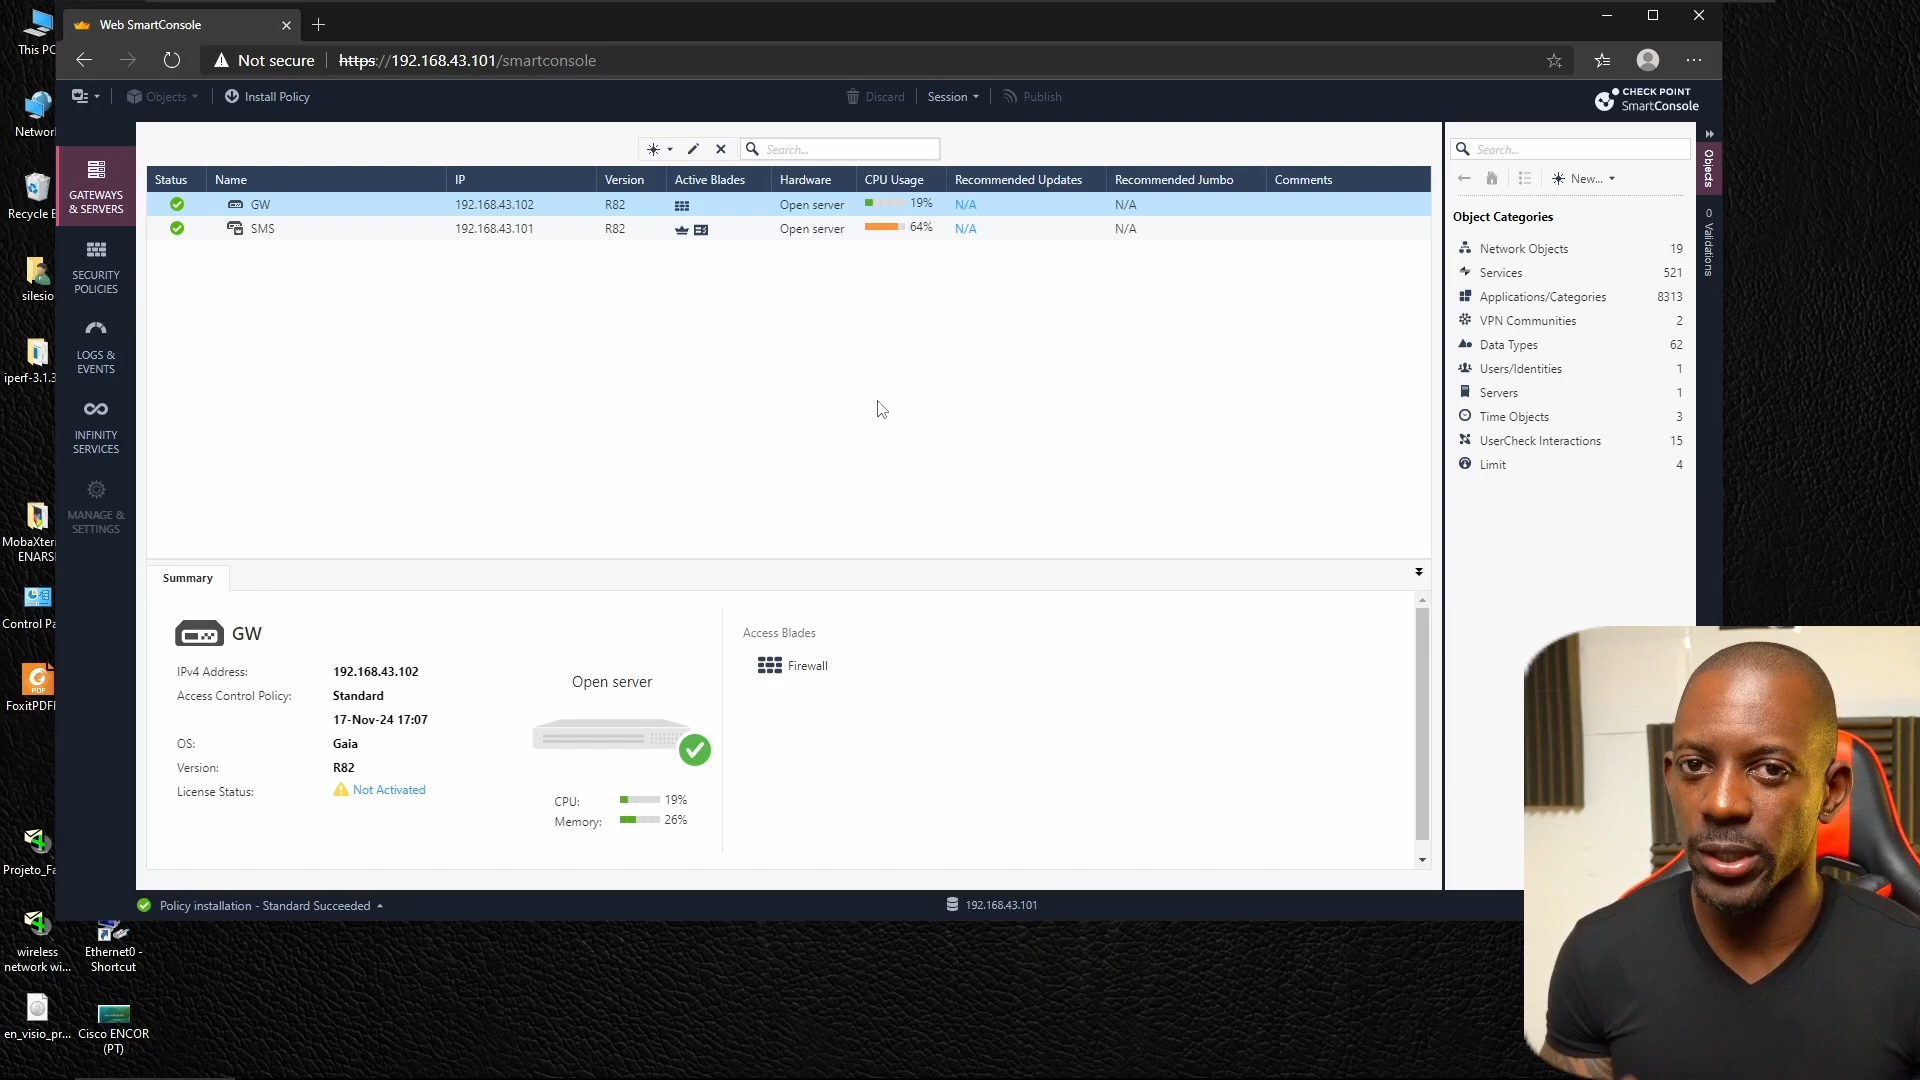 This PC
Web SmartConsole
Not secure
https://192.168.43.101/smartconsole
Objects
Install Policy
Discard
Session
Publish
CHECK POINT
SmartConsole
Networ
Recycle B
silesio
iperf-3.1.3
MobaXter
ENARS
Control Pa
FoxitPDF
Projeto_Fa
wireless
network wi...
Ethernet0 -
Shortcut
en_visio_pr...
Cisco ENCOR
(PT)
GATEWAYS
& SERVERS
SECURITY
POLICIES
LOGS &
EVENTS
INFINITY
SERVICES
MANAGE &
SETTINGS
Search...
Status Name IP Version Active Blades Hardware CPU Usage Recommended Updates Recommended Jumbo Comments
GW 192.168.43.102 R82 Open server 19% N/A N/A
SMS 192.168.43.101 R82 Open server 64% N/A N/A
Summary
GW
IPv4 Address: 192.168.43.102
Access Control Policy: Standard
17-Nov-24 17:07
OS: Gaia
Version: R82
License Status: Not Activated
Open server
CPU: 19%
Memory: 26%
Access Blades
Firewall
Search...
New...
Object Categories
Network Objects 19
Services 521
Applications/Categories 8313
VPN Communities 2
Data Types 62
Users/Identities 1
Servers 1
Time Objects 3
UserCheck Interactions 15
Limit 4
Objects
0 Validations
Policy installation - Standard Succeeded
192.168.43.101
PDF